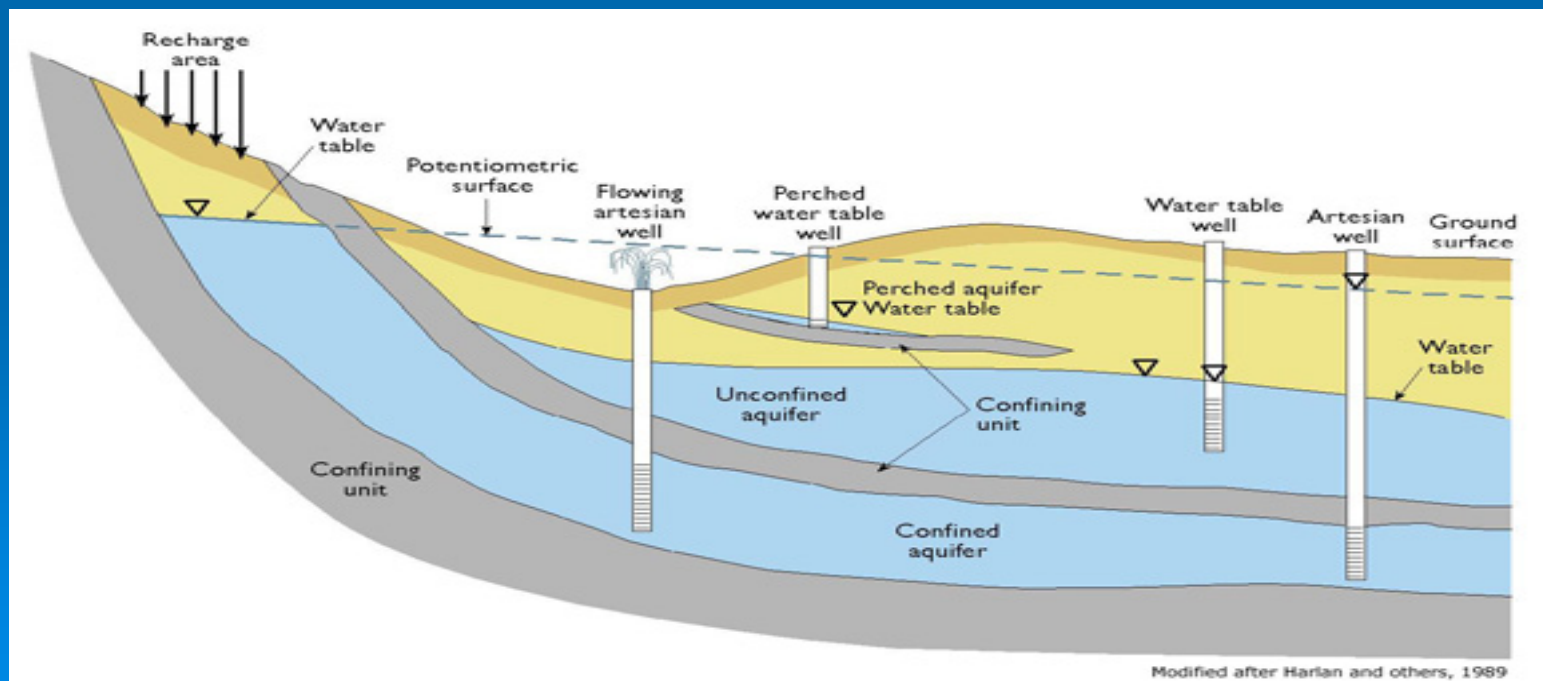 Recharge
area
Water
table
Potentiometric
surface
Flowing
artesian
well
Perched
water table
well
Water table
well
Artesian
well
Ground
surface
Perched aquifer
Water table
Water
table
Unconfined
aquifer
Confining
unit
Confining
unit
Confined
aquifer
Modified after Harlan and others, 1989